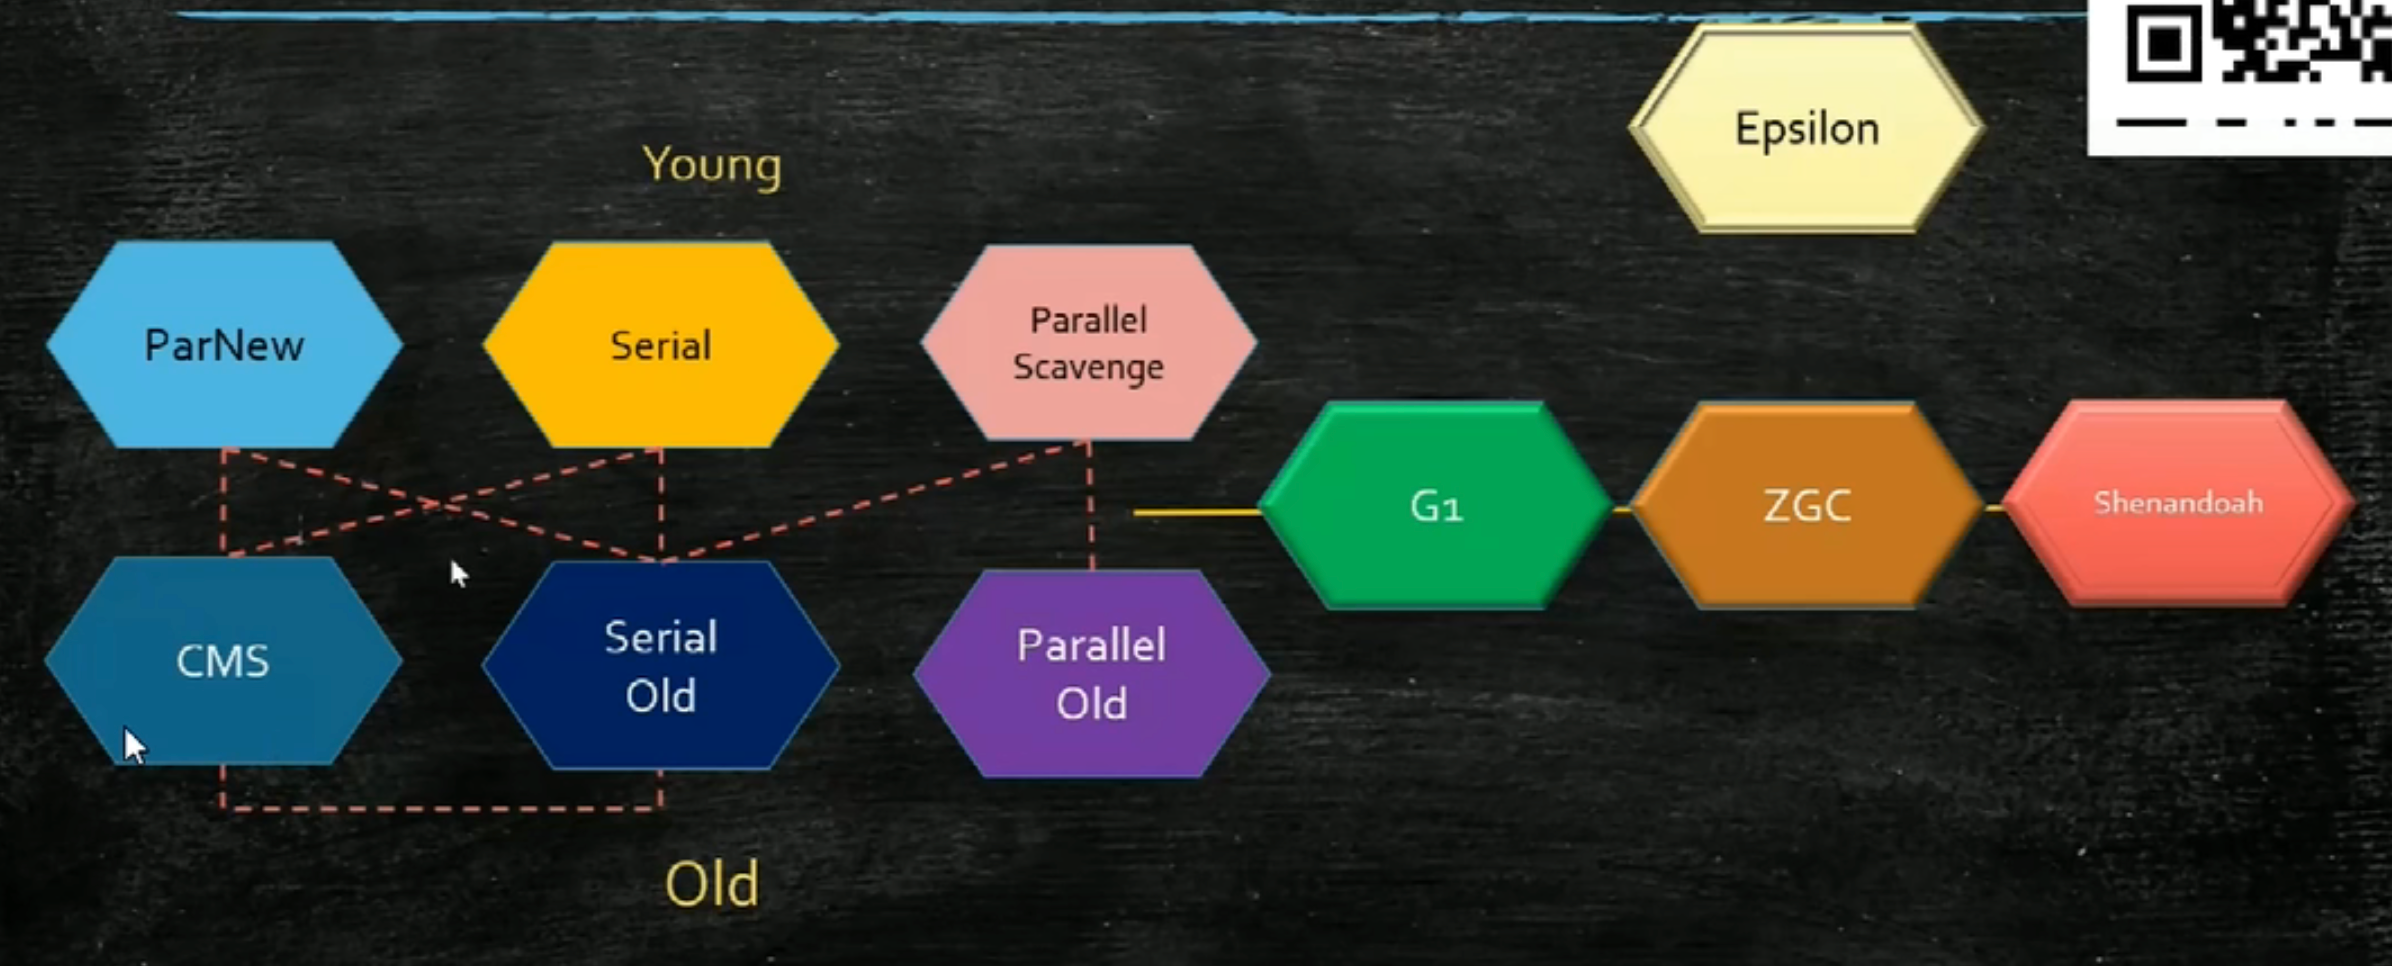 Epsilon
Young
ParNew
Serial
Parallel
Scavenge
G1
ZGC
Shenandoah
CMS
Serial
Old
Parallel
Old
Old